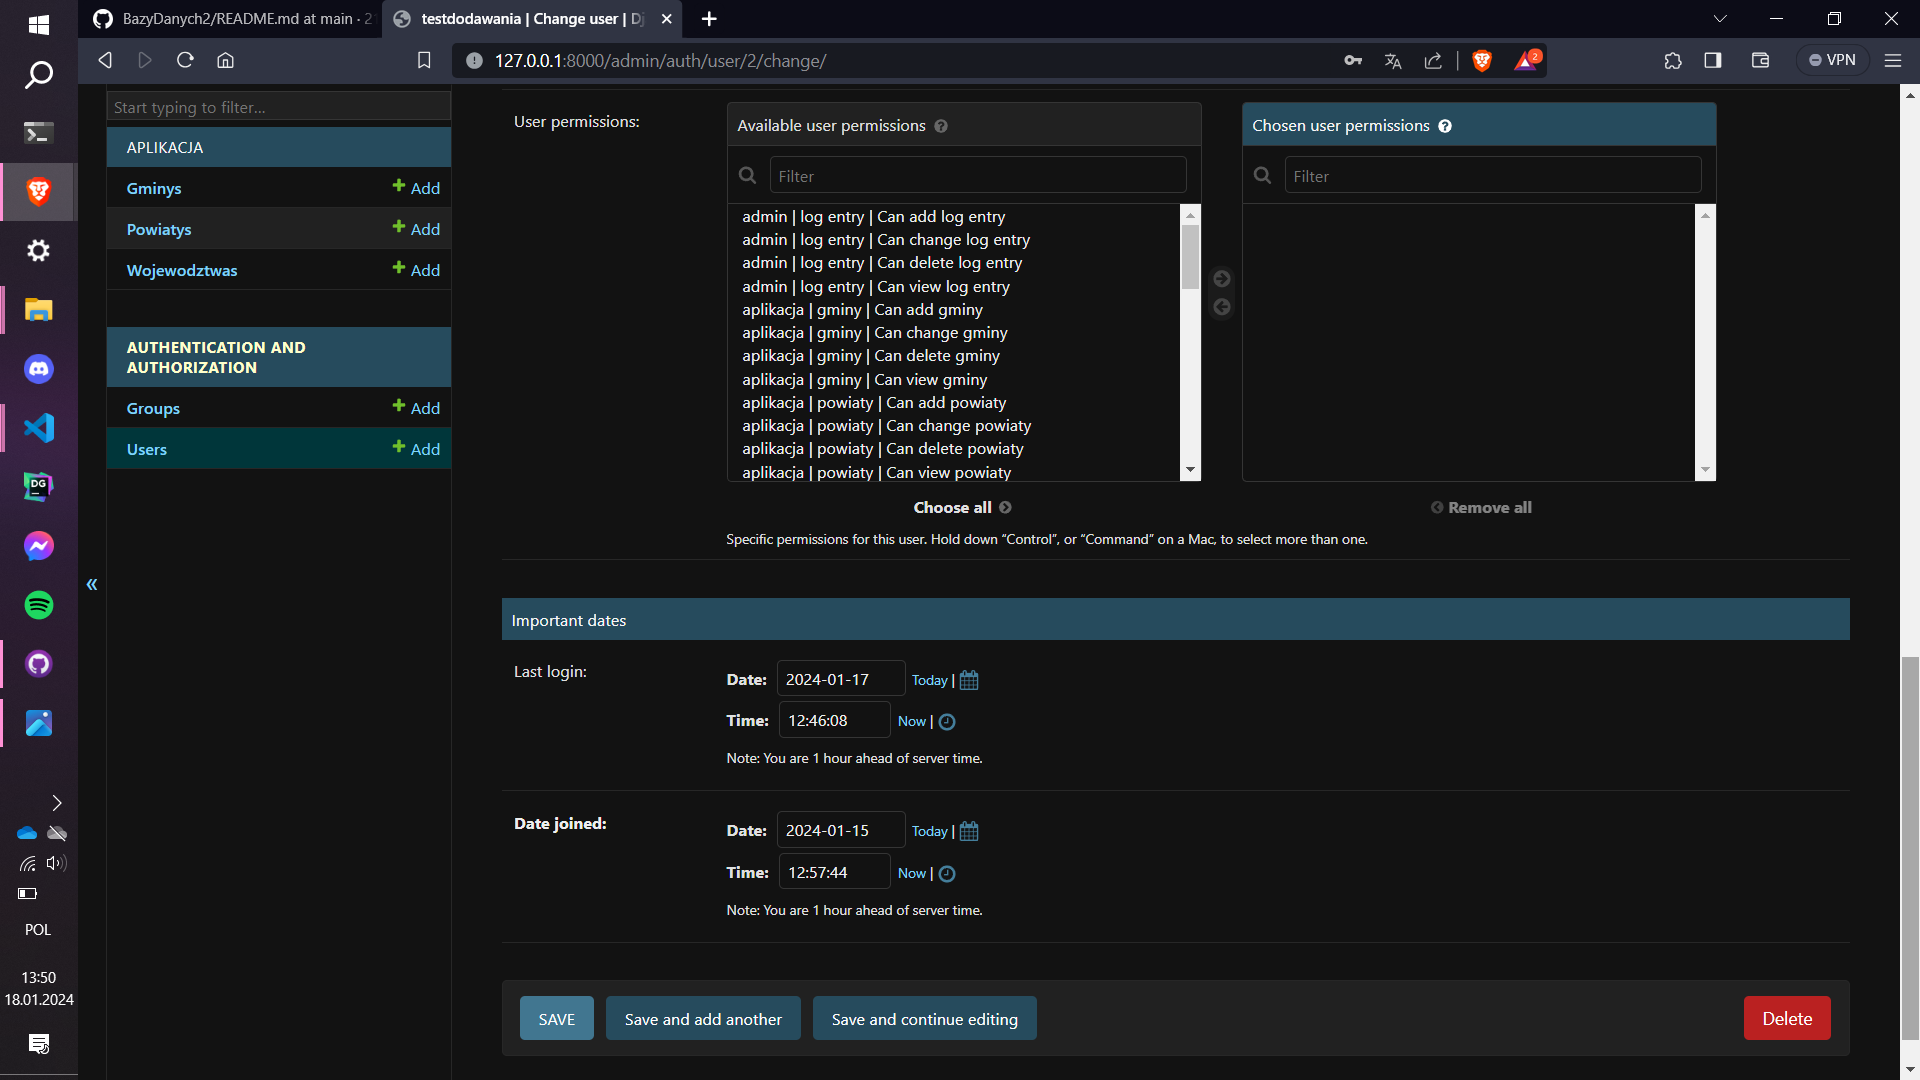 BazyDanych2/README.md at main · 2
testdodawania | Change user | Dj
127.0.0.1:8000/admin/auth/user/2/change/
2
VPN
Start typing to filter...
APLIKACJA
Gminys
Add
Powiatys
Add
Wojewodztwas
Add
AUTHENTICATION AND
AUTHORIZATION
Groups
Add
Users
Add
«
User permissions:
Available user permissions ?
Filter
admin | log entry | Can add log entry
admin | log entry | Can change log entry
admin | log entry | Can delete log entry
admin | log entry | Can view log entry
aplikacja | gminy | Can add gminy
aplikacja | gminy | Can change gminy
aplikacja | gminy | Can delete gminy
aplikacja | gminy | Can view gminy
aplikacja | powiaty | Can add powiaty
aplikacja | powiaty | Can change powiaty
aplikacja | powiaty | Can delete powiaty
aplikacja | powiaty | Can view powiaty
Choose all
Chosen user permissions ?
Filter
Remove all
Specific permissions for this user. Hold down “Control”, or “Command” on a Mac, to select more than one.
Important dates
Last login:
Date: 2024-01-17 Today |
Time: 12:46:08 Now |
Note: You are 1 hour ahead of server time.
Date joined:
Date: 2024-01-15 Today |
Time: 12:57:44 Now |
Note: You are 1 hour ahead of server time.
SAVE
Save and add another
Save and continue editing
Delete
DG
POL
13:50
18.01.2024